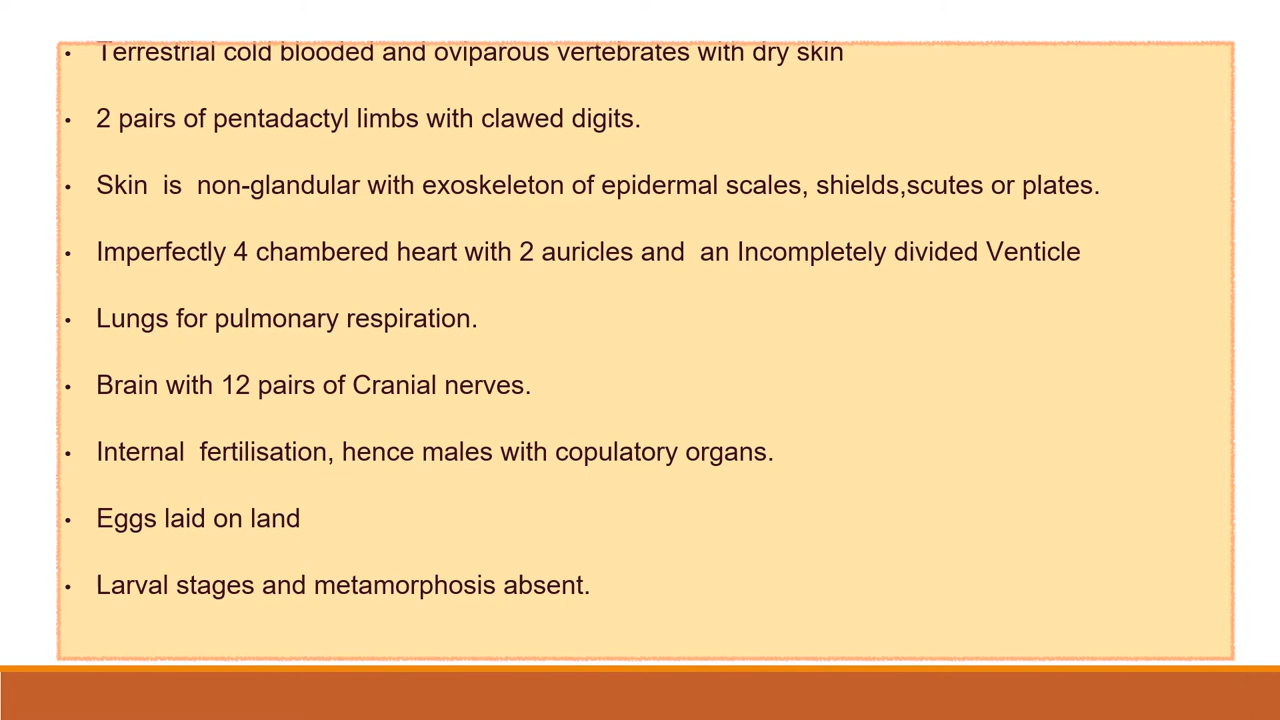 • Terrestrial cold blooded and oviparous vertebrates with dry skin
• 2 pairs of pentadactyl limbs with clawed digits.
• Skin  is  non-glandular with exoskeleton of epidermal scales, shields,scutes or plates.
• Imperfectly 4 chambered heart with 2 auricles and  an Incompletely divided Venticle
• Lungs for pulmonary respiration.
• Brain with 12 pairs of Cranial nerves.
• Internal  fertilisation, hence males with copulatory organs.
• Eggs laid on land
• Larval stages and metamorphosis absent.